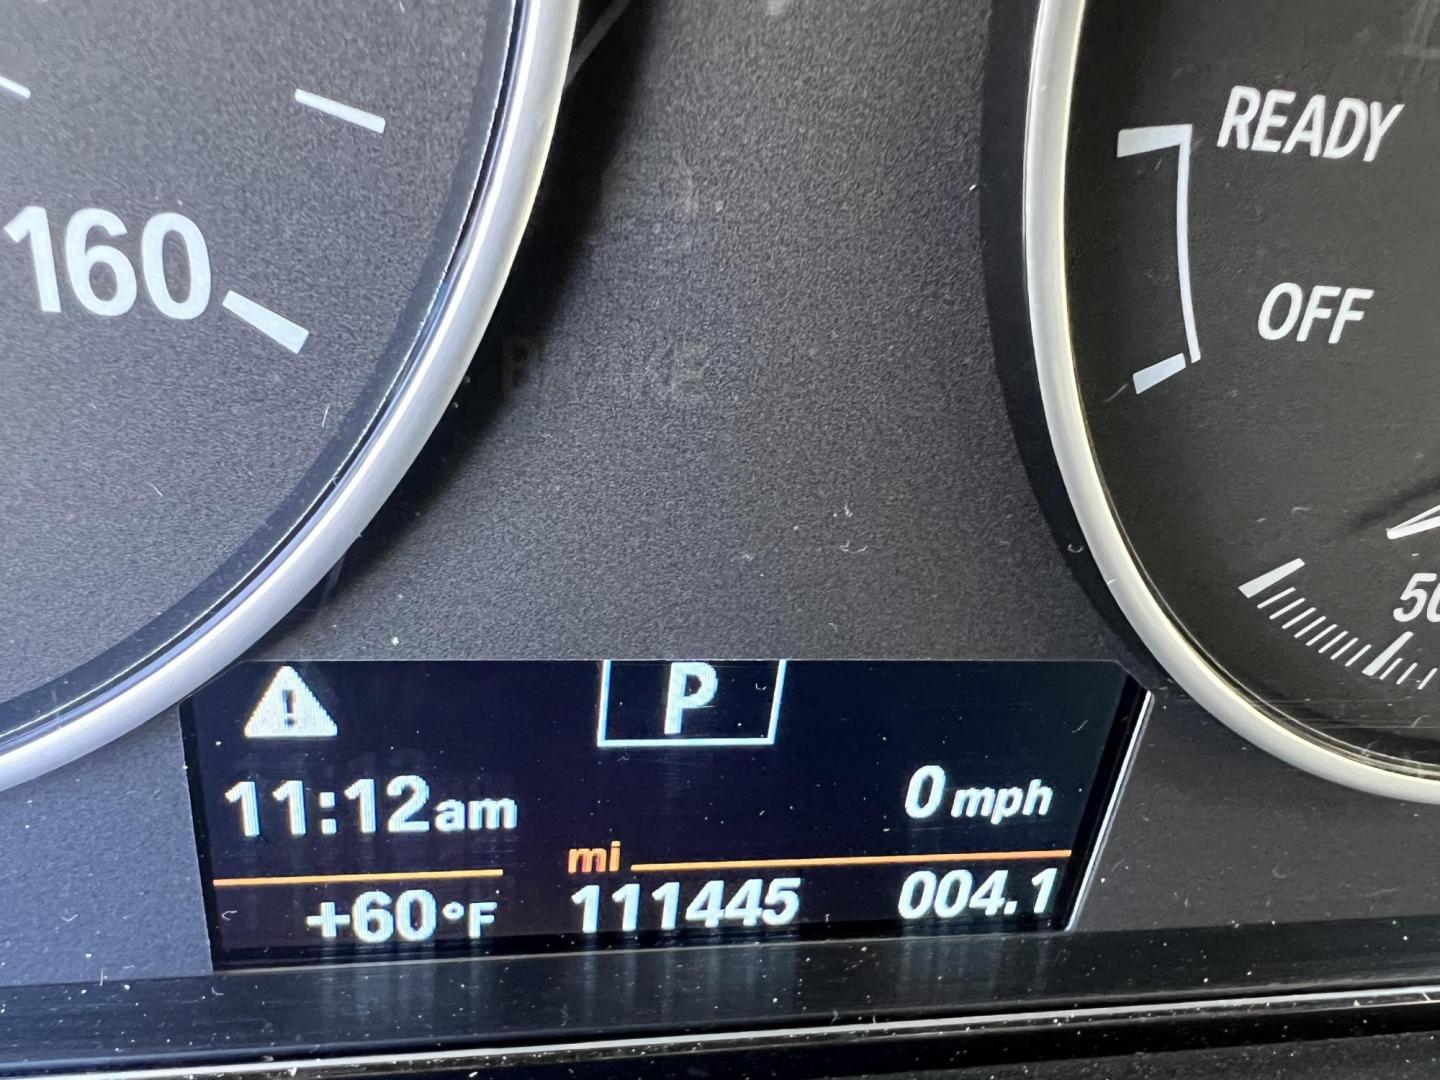 160
READY
OFF
P
11:12am
0 mph
mi
+60°F
111445
004.1